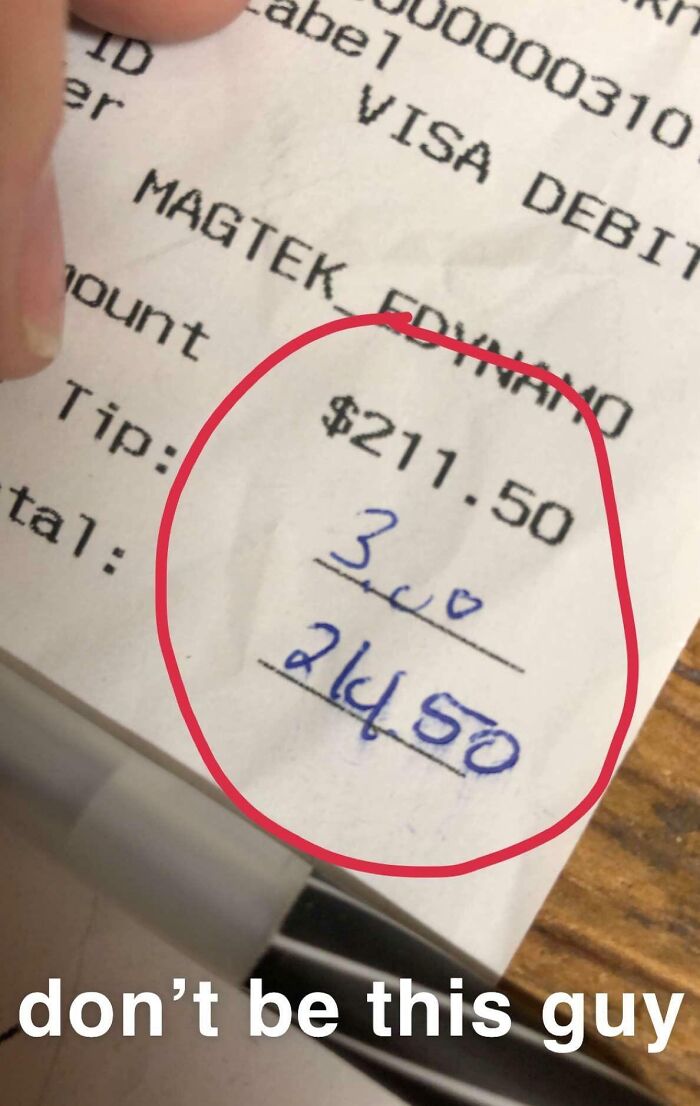 0000000310
abel
ID
VISA DEBIT
er
MAGTEK_EDYNAMO
ount $211.50
Tip: 3.00
tal: 214.50
don't be this guy